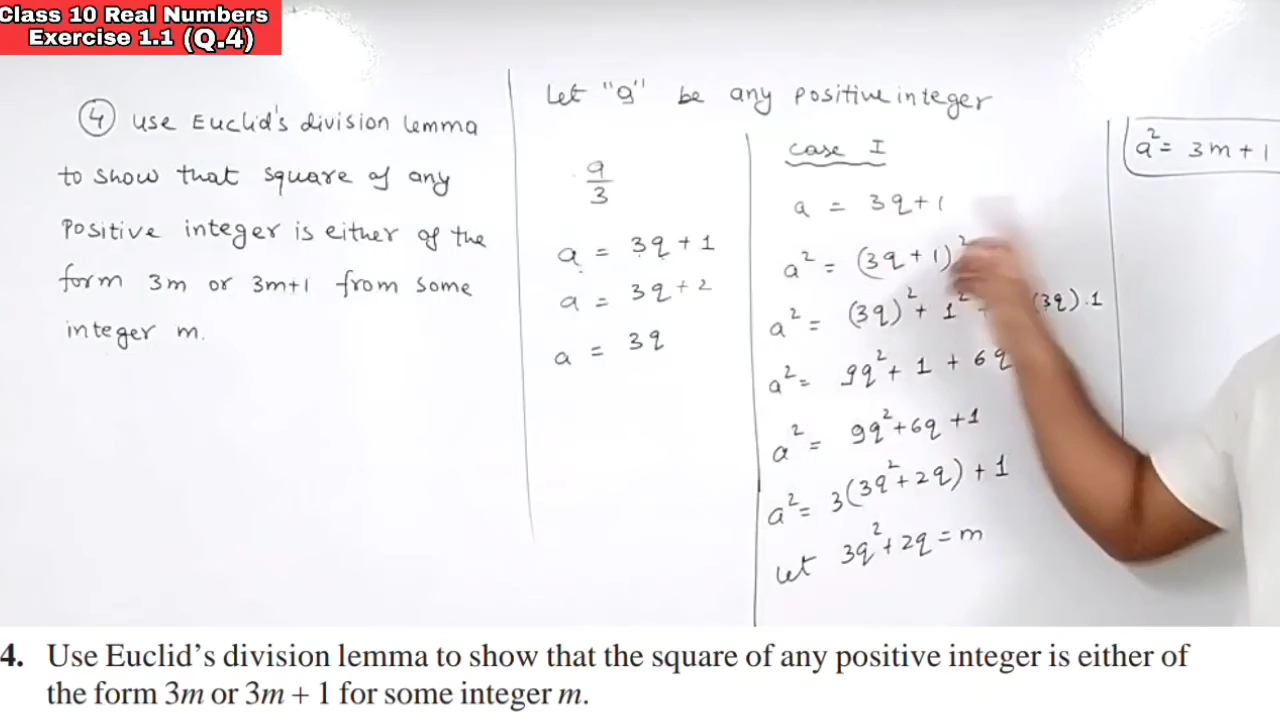 Class 10 Real Numbers
Exercise 1.1 (Q.4)
4 Use Euclid's division lemma
to show that square of any
Positive integer is either of the
form 3m or 3m+1 from some
integer m.
Let "a" be any positive integer
a
3
a = 3q + 1
a = 3q + 2
a = 3q
Case I
a = 3q+1
a² = (3q + 1)²
a² = (3q)² + 1² + (3q).1
a² = 9q² + 1 + 6q
a² = 9q²+6q +1
a² = 3(3q²+2q) + 1
Let 3q²+2q = m
a² = 3m + 1
4. Use Euclid's division lemma to show that the square of any positive integer is either of
the form 3m or 3m + 1 for some integer m.